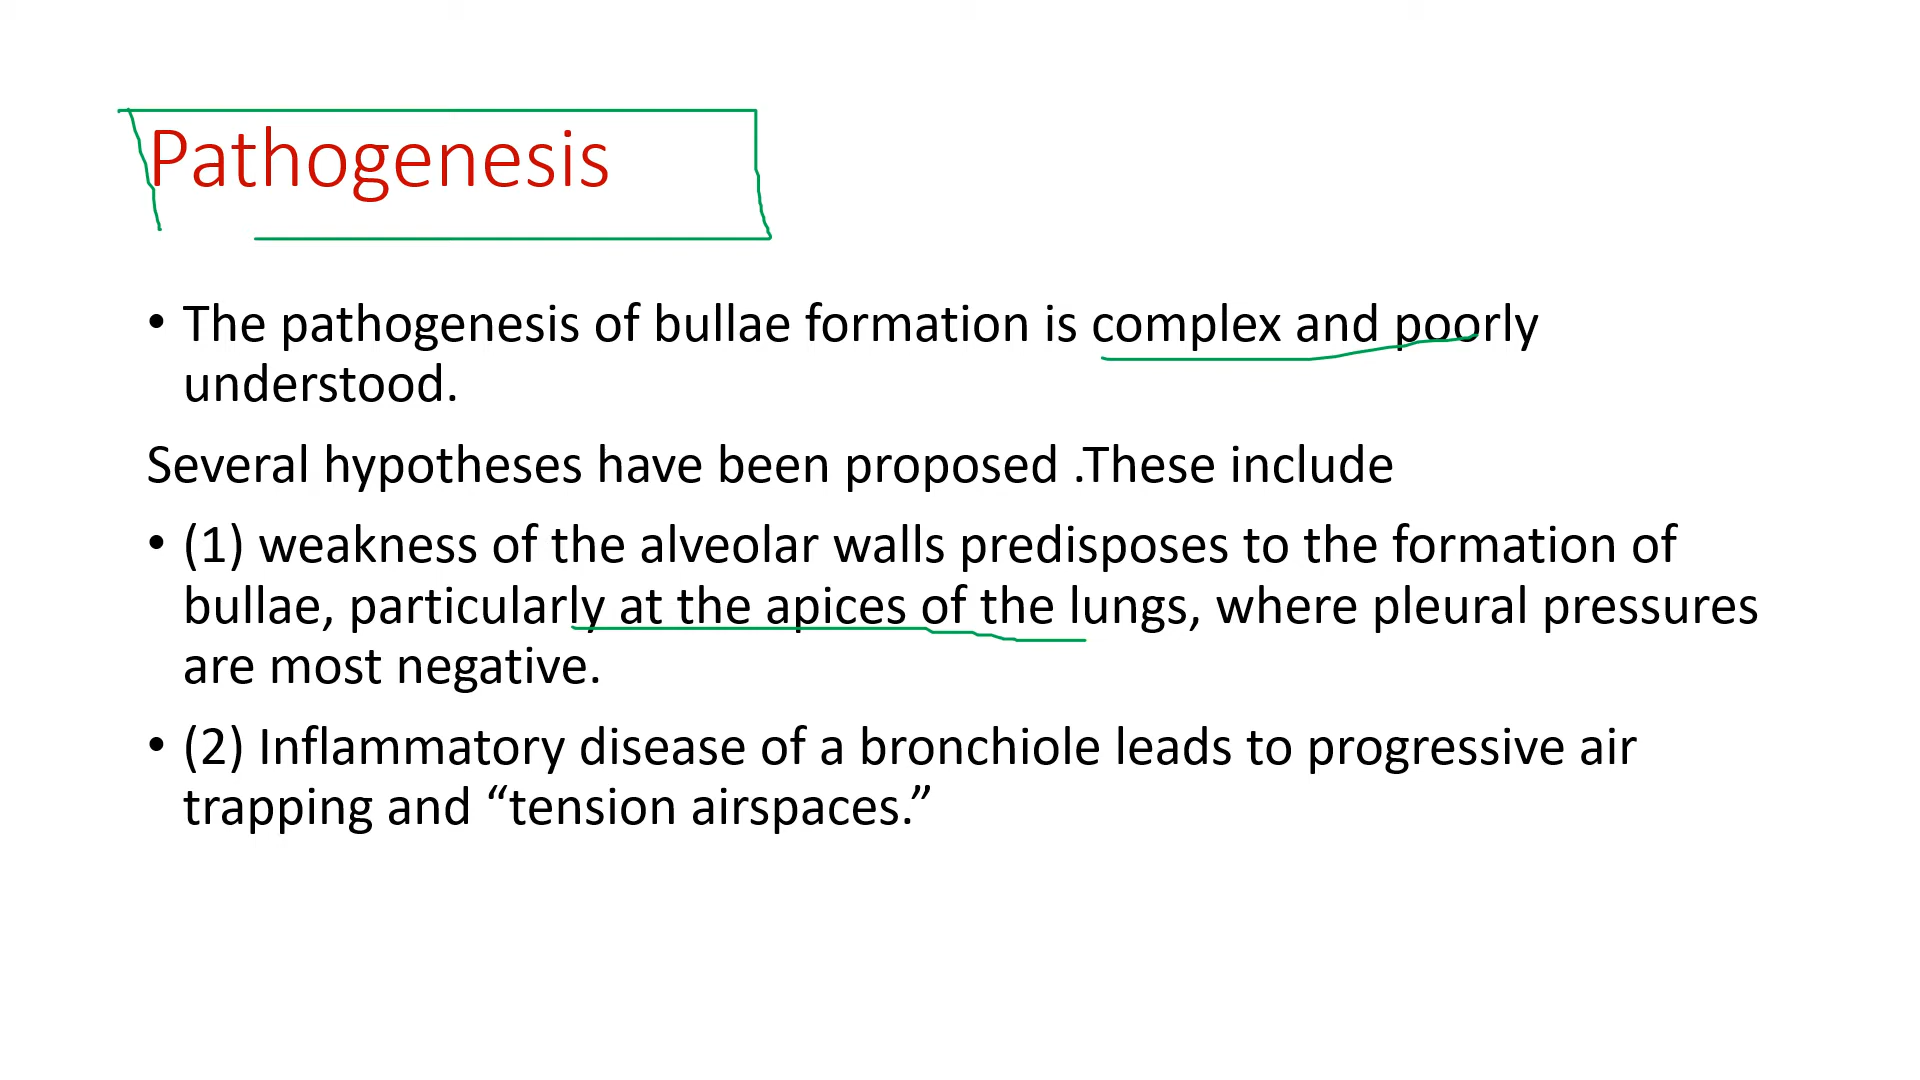 Pathogenesis
• The pathogenesis of bullae formation is complex and poorly
understood.
Several hypotheses have been proposed .These include
• (1) weakness of the alveolar walls predisposes to the formation of
bullae, particularly at the apices of the lungs, where pleural pressures
are most negative.
• (2) Inflammatory disease of a bronchiole leads to progressive air
trapping and “tension airspaces.”